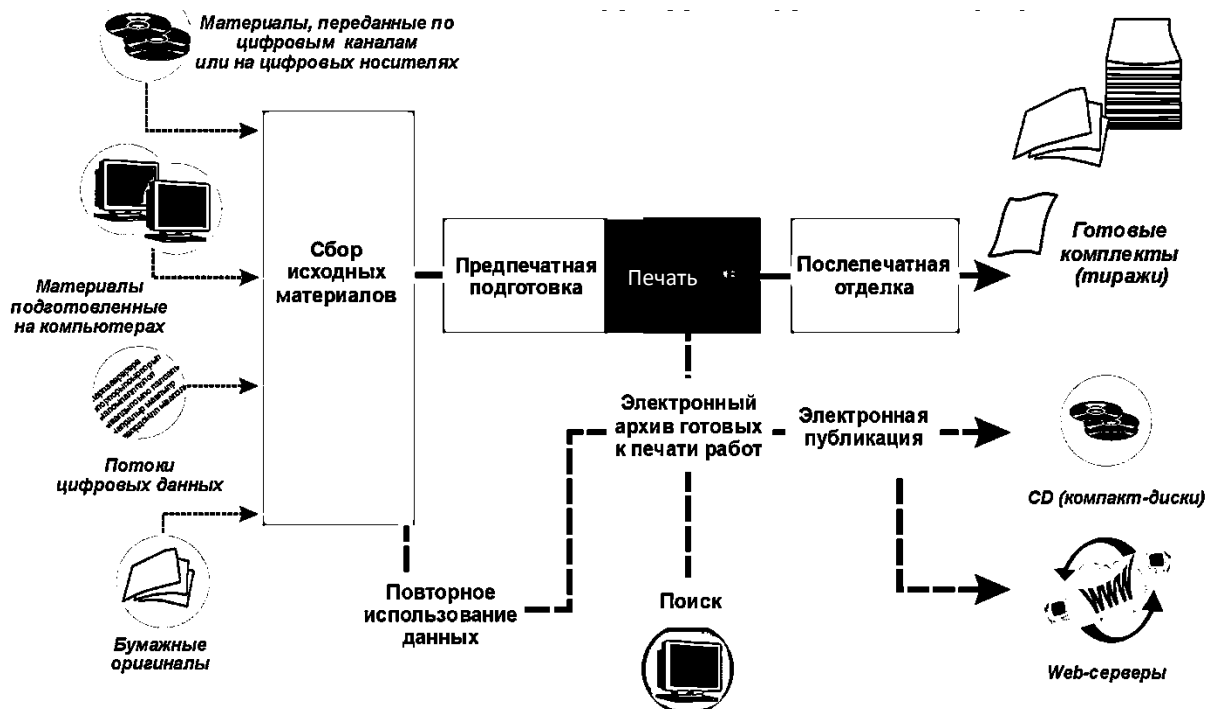 Материалы, переданные по
цифровым каналам
или на цифровых носителях
Материалы
подготовленные
на компьютерах
Потоки
цифровых данных
Бумажные
оригиналы
Сбор
исходных
материалов
Предпечатная
подготовка
Печать
Послепечатная
отделка
Готовые
комплекты
(тиражи)
Электронный
архив готовых
к печати работ
Электронная
публикация
CD (компакт-диски)
Повторное
использование
данных
Поиск
WWW
Web-серверы